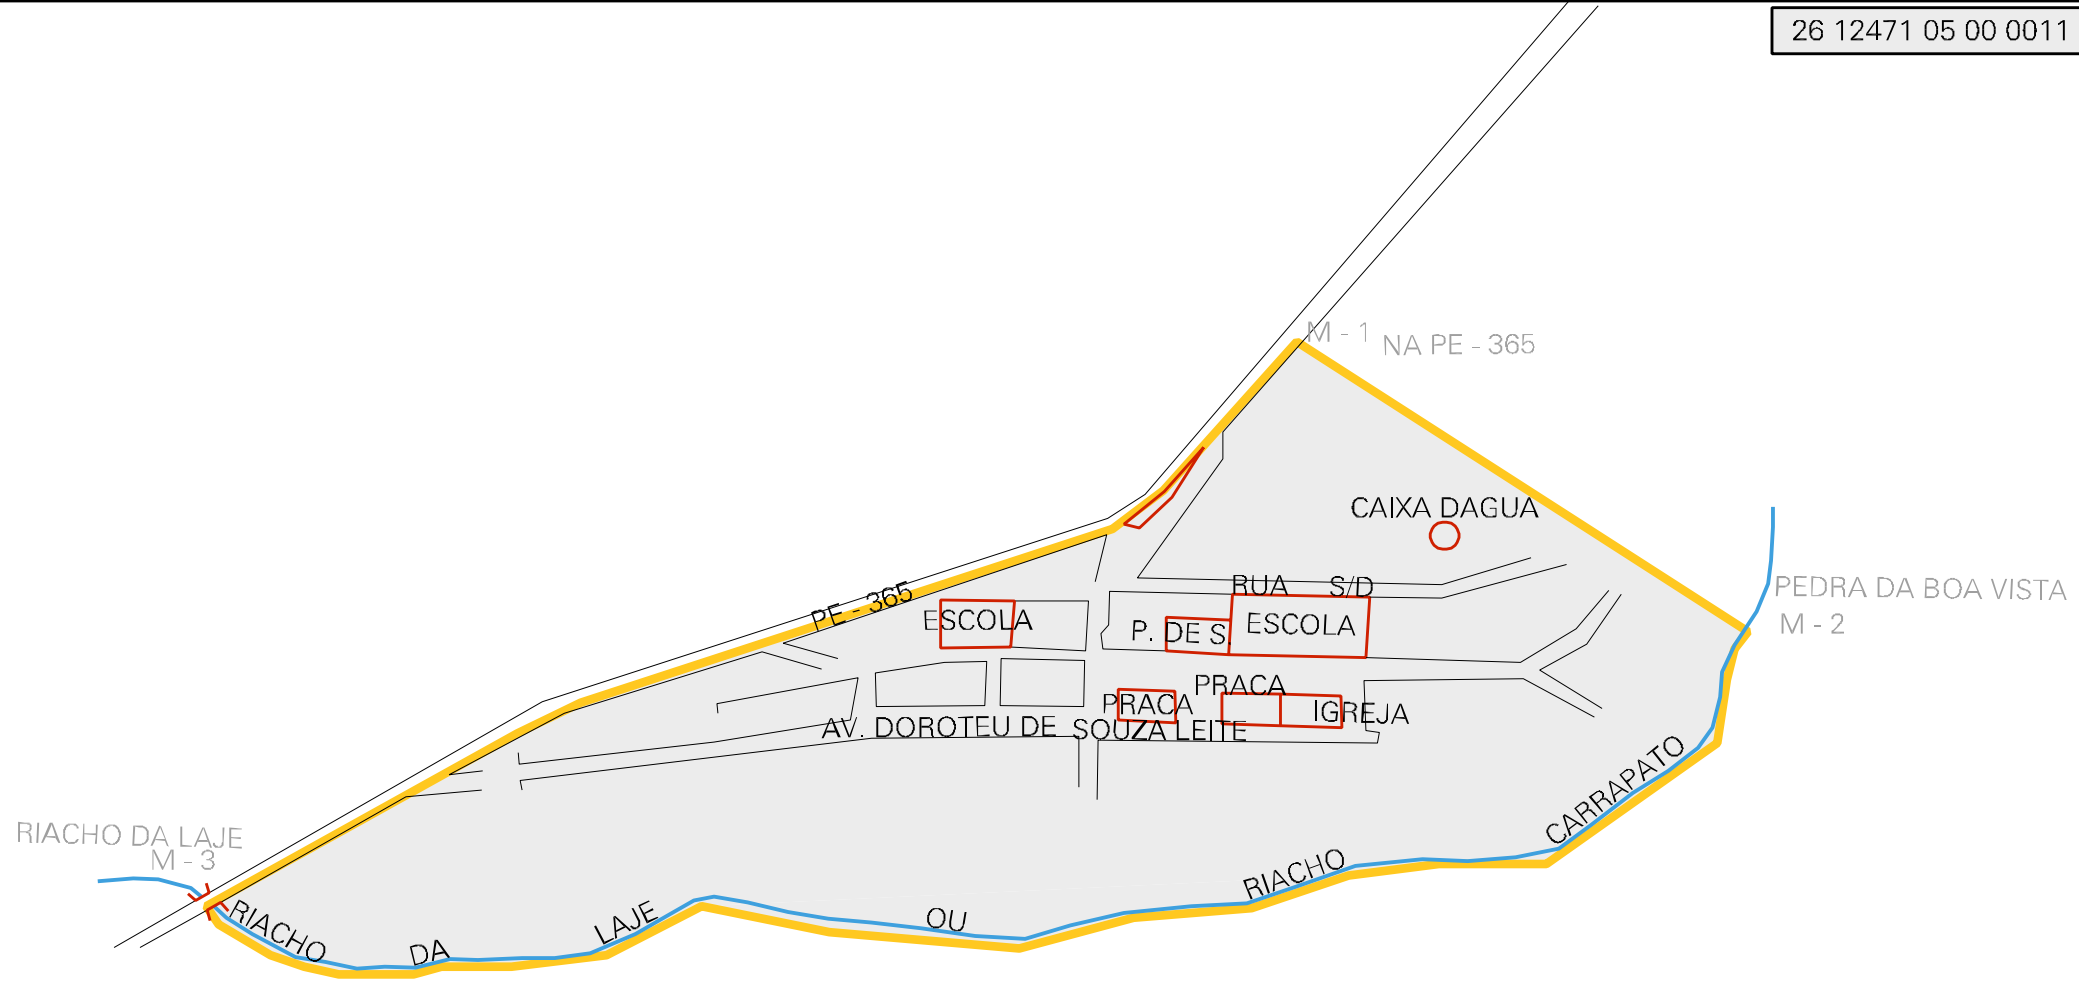 26 12471 05 00 0011
M - 1
NA PE - 365
CAIXA DAGUA
PE - 365
RUA S/D
PEDRA DA BOA VISTA
M - 2
ESCOLA
P. DE S.
ESCOLA
PRACA
PRACA
IGREJA
AV. DOROTEU DE SOUZA LEITE
RIACHO DA LAJE
M - 3
RIACHO DA LAJE OU RIACHO CARRAPATO